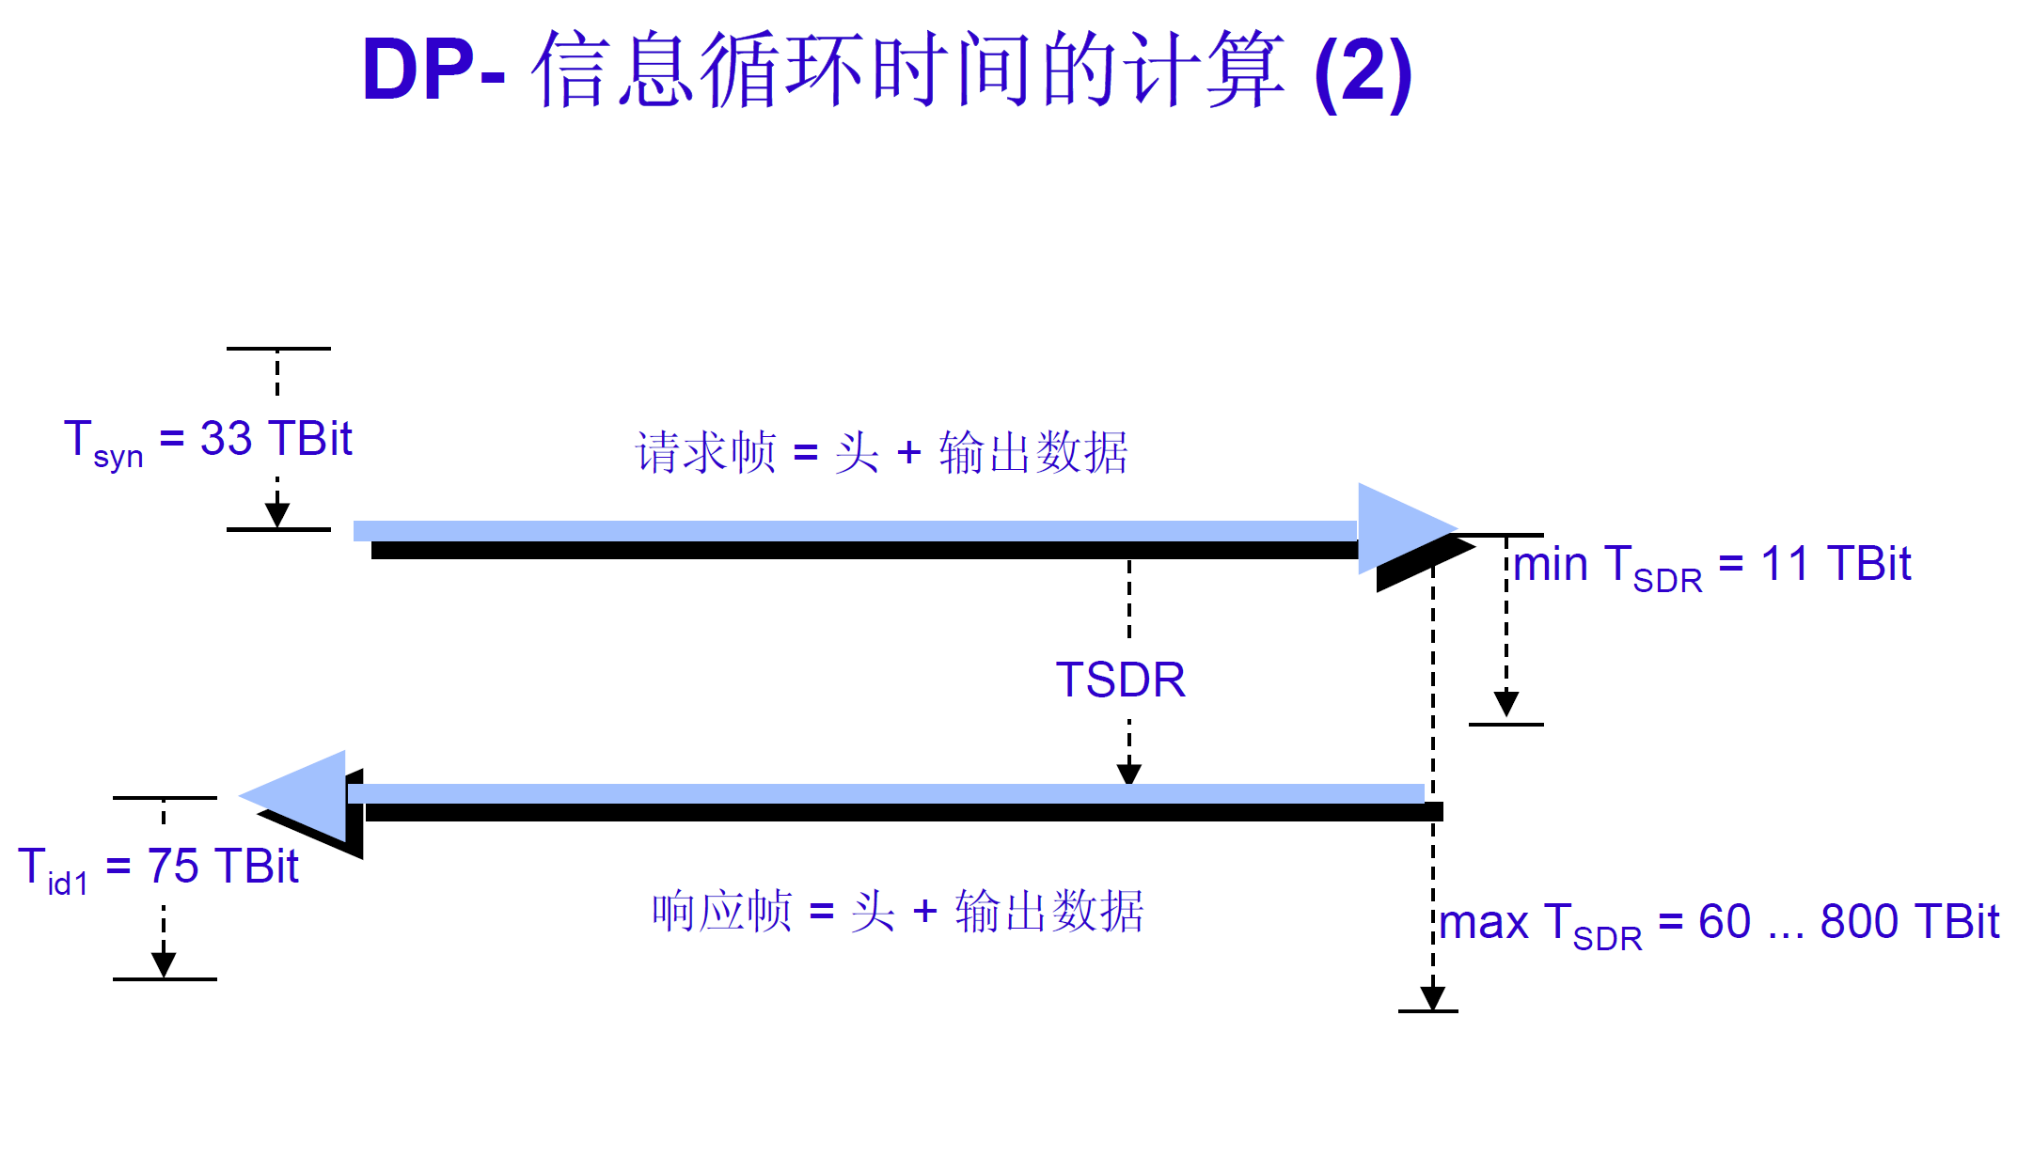 DP- 信息循环时间的计算 (2)
Tsyn = 33 TBit
请求帧 = 头 + 输出数据
min TSDR = 11 TBit
TSDR
Tid1 = 75 TBit
响应帧 = 头 + 输出数据
max TSDR = 60 ... 800 TBit